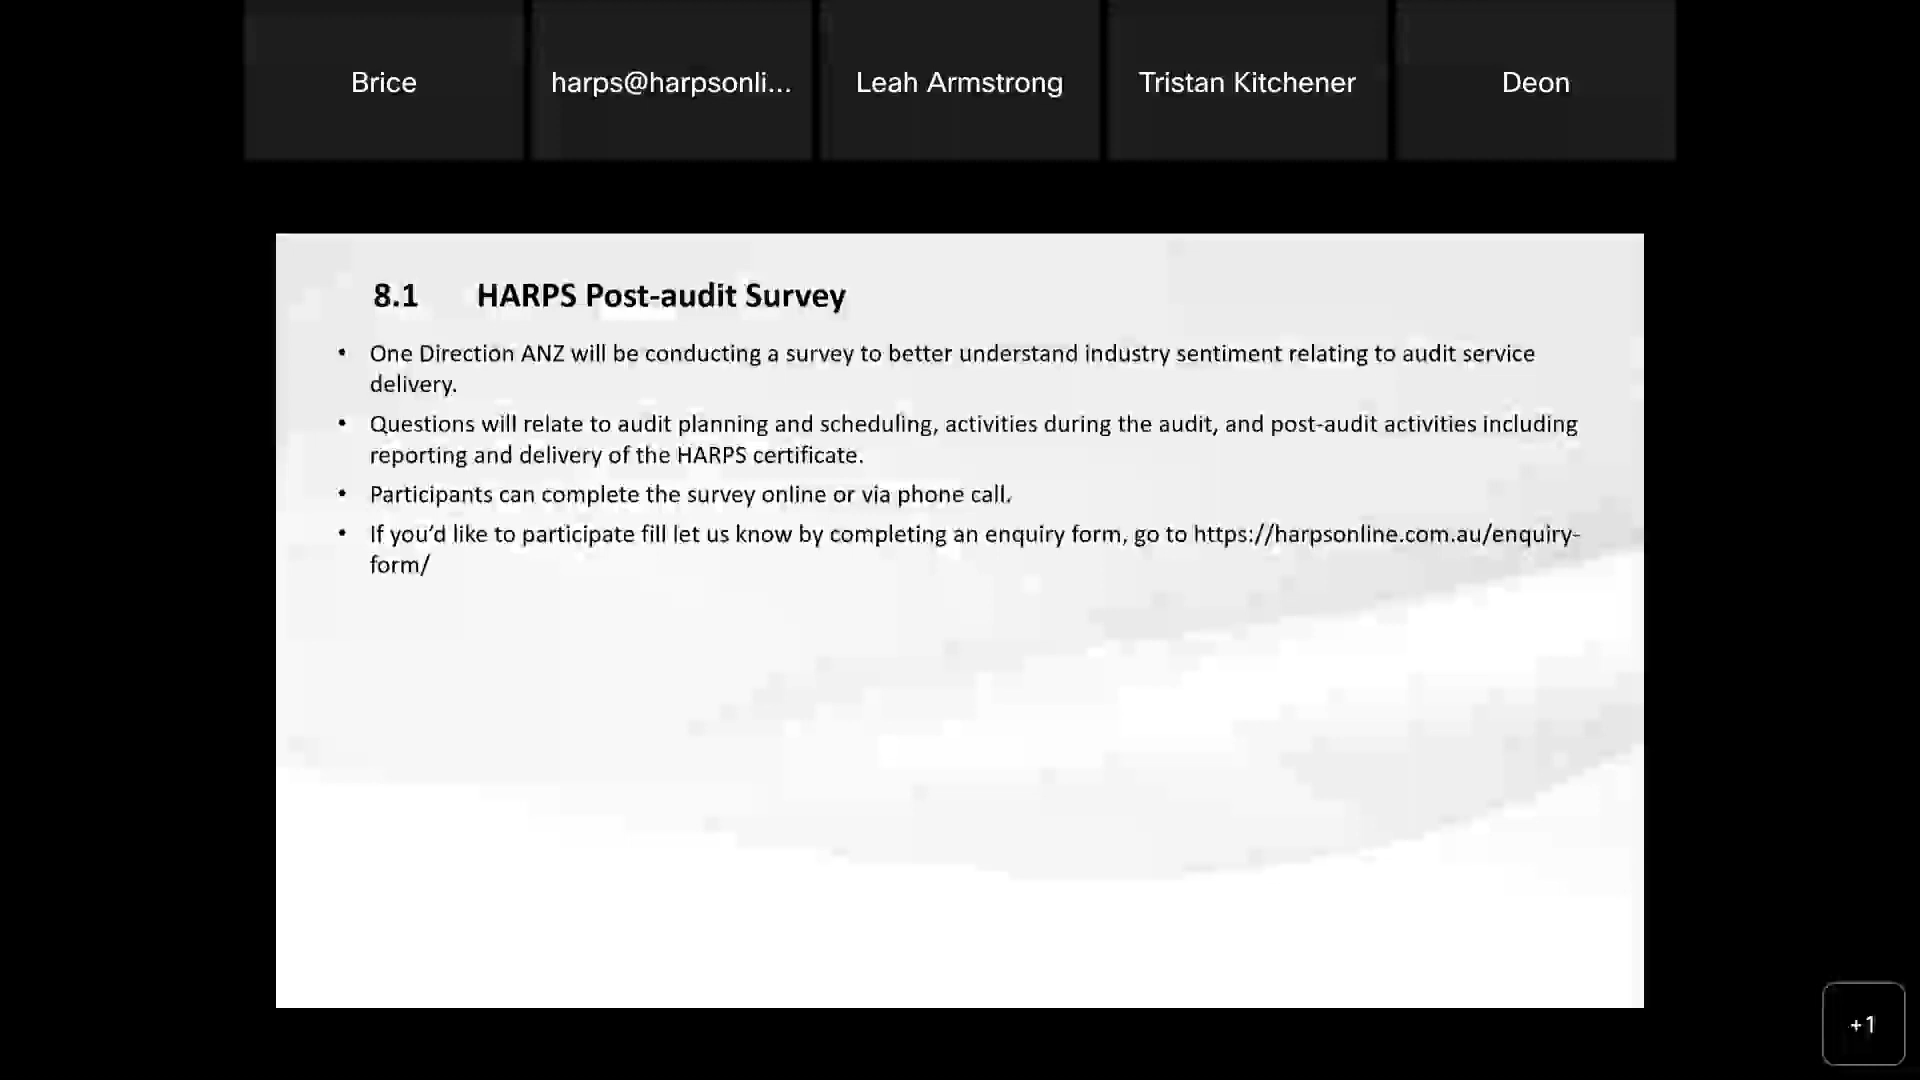 Brice
harps@harpsonli...
Leah Armstrong
Tristan Kitchener
Deon
8.1 HARPS Post-audit Survey
• One Direction ANZ will be conducting a survey to better understand industry sentiment relating to audit service
delivery.
• Questions will relate to audit planning and scheduling, activities during the audit, and post-audit activities including
reporting and delivery of the HARPS certificate.
• Participants can complete the survey online or via phone call.
• If you’d like to participate fill let us know by completing an enquiry form, go to https://harpsonline.com.au/enquiry-
form/
+1